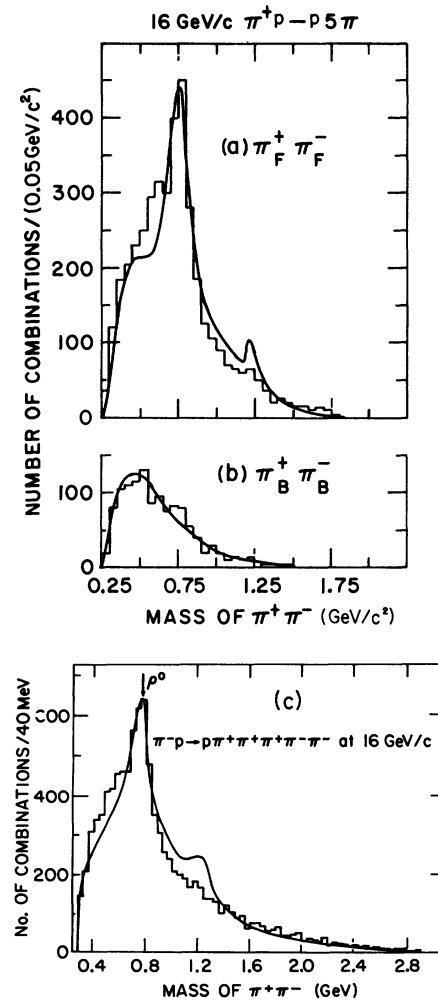 16 GeV/c π⁺p—p5π
NUMBER OF COMBINATIONS/(0.05GeV/c²)
400
300
200
100
0
(a) π⁺F π⁻F
100
0
(b) π⁺B π⁻B
0.25 0.75 1.25 1.75
MASS OF π⁺π⁻ (GeV/c²)
No. OF COMBINATIONS/40 MeV
600
400
200
0
ρ⁰
(c)
π⁻p→pπ⁺π⁺π⁺π⁻π⁻ at 16 GeV/c
0.4 0.8 1.2 1.6 2.0 2.4 2.8
MASS OF π⁺π⁻ (GeV)